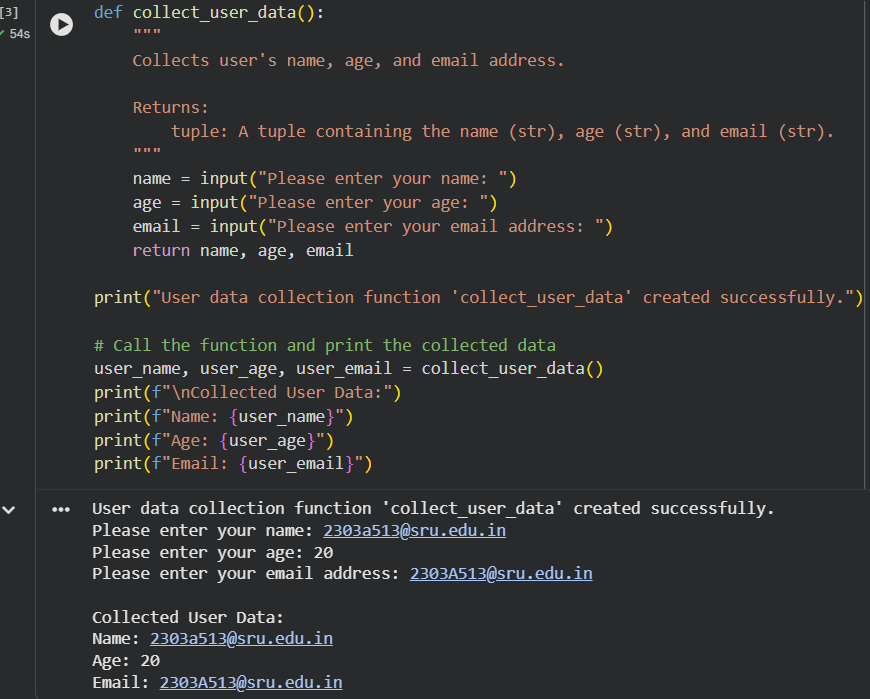 [3]
✓ 54s
def collect_user_data():
    """
    Collects user's name, age, and email address.

    Returns:
        tuple: A tuple containing the name (str), age (str), and email (str).
    """
    name = input("Please enter your name: ")
    age = input("Please enter your age: ")
    email = input("Please enter your email address: ")
    return name, age, email

print("User data collection function 'collect_user_data' created successfully.")

# Call the function and print the collected data
user_name, user_age, user_email = collect_user_data()
print(f"\nCollected User Data:")
print(f"Name: {user_name}")
print(f"Age: {user_age}")
print(f"Email: {user_email}")

User data collection function 'collect_user_data' created successfully.
Please enter your name: 2303a513@sru.edu.in
Please enter your age: 20
Please enter your email address: 2303A513@sru.edu.in

Collected User Data:
Name: 2303a513@sru.edu.in
Age: 20
Email: 2303A513@sru.edu.in